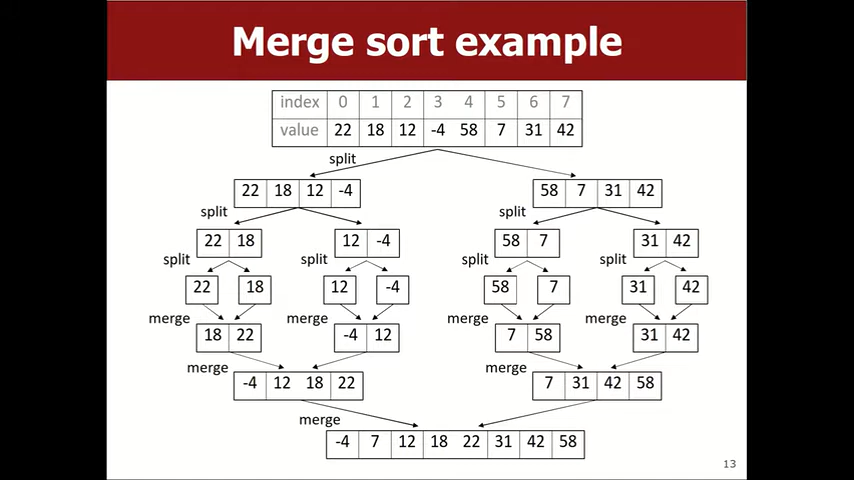 Merge sort example
index 0 1 2 3 4 5 6 7
value 22 18 12 -4 58 7 31 42
split
22 18 12 -4 58 7 31 42
split split
22 18 12 -4 58 7 31 42
split split split split
22 18 12 -4 58 7 31 42
merge merge merge merge
18 22 -4 12 7 58 31 42
merge merge
-4 12 18 22 7 31 42 58
merge
-4 7 12 18 22 31 42 58
13